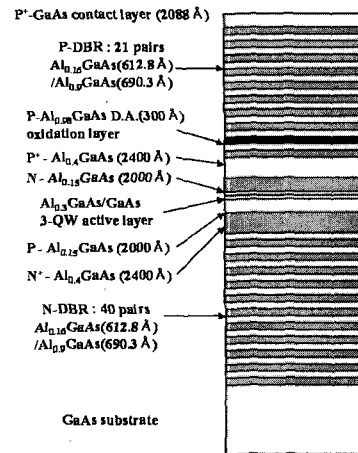 P⁺-GaAs contact layer (2088 Å)
P-DBR : 21 pairs
Al₀.₁₆GaAs(612.8 Å)
/Al₀.₉GaAs(690.3 Å)
P-Al₀.₉₈GaAs D.A.(300 Å)
oxidation layer
P⁺- Al₀.₄GaAs (2400 Å)
N- Al₀.₁₅GaAs (2000 Å)
Al₀.₃GaAs/GaAs
3-QW active layer
P- Al₀.₁₅GaAs (2000 Å)
N⁺- Al₀.₄GaAs (2400 Å)
N-DBR : 40 pairs
Al₀.₁₆GaAs(612.8 Å)
/Al₀.₉GaAs(690.3 Å)
GaAs substrate